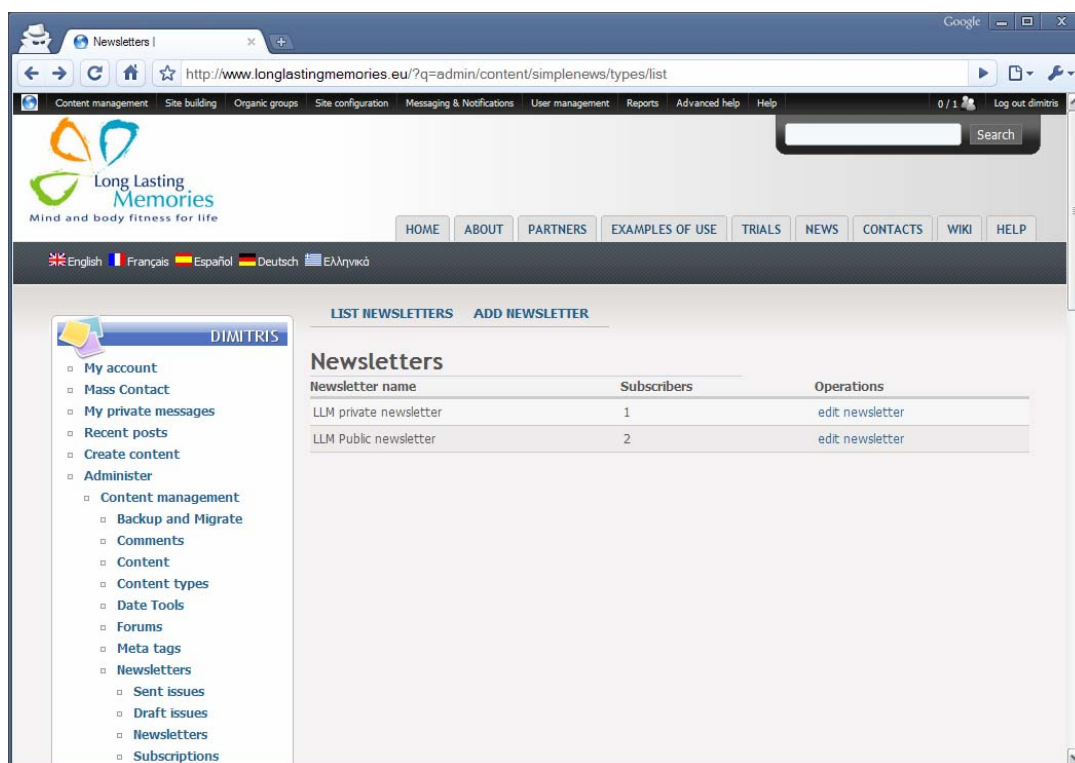 Google
Newsletters |
http://www.longlastingmemories.eu/?q=admin/content/simplenews/types/list
Content management Site building Organic groups Site configuration Messaging & Notifications User management Reports Advanced help Help 0 / 1 Log out dimitris
Search
Long Lasting
Memories
Mind and body fitness for life
HOME ABOUT PARTNERS EXAMPLES OF USE TRIALS NEWS CONTACTS WIKI HELP
English Français Español Deutsch Ελληνικά
LIST NEWSLETTERS ADD NEWSLETTER
DIMITRIS
My account
Mass Contact
My private messages
Recent posts
Create content
Administer
Content management
Backup and Migrate
Comments
Content
Content types
Date Tools
Forums
Meta tags
Newsletters
Sent issues
Draft issues
Newsletters
Subscriptions
Newsletters
Newsletter name Subscribers Operations
LLM private newsletter 1 edit newsletter
LLM Public newsletter 2 edit newsletter